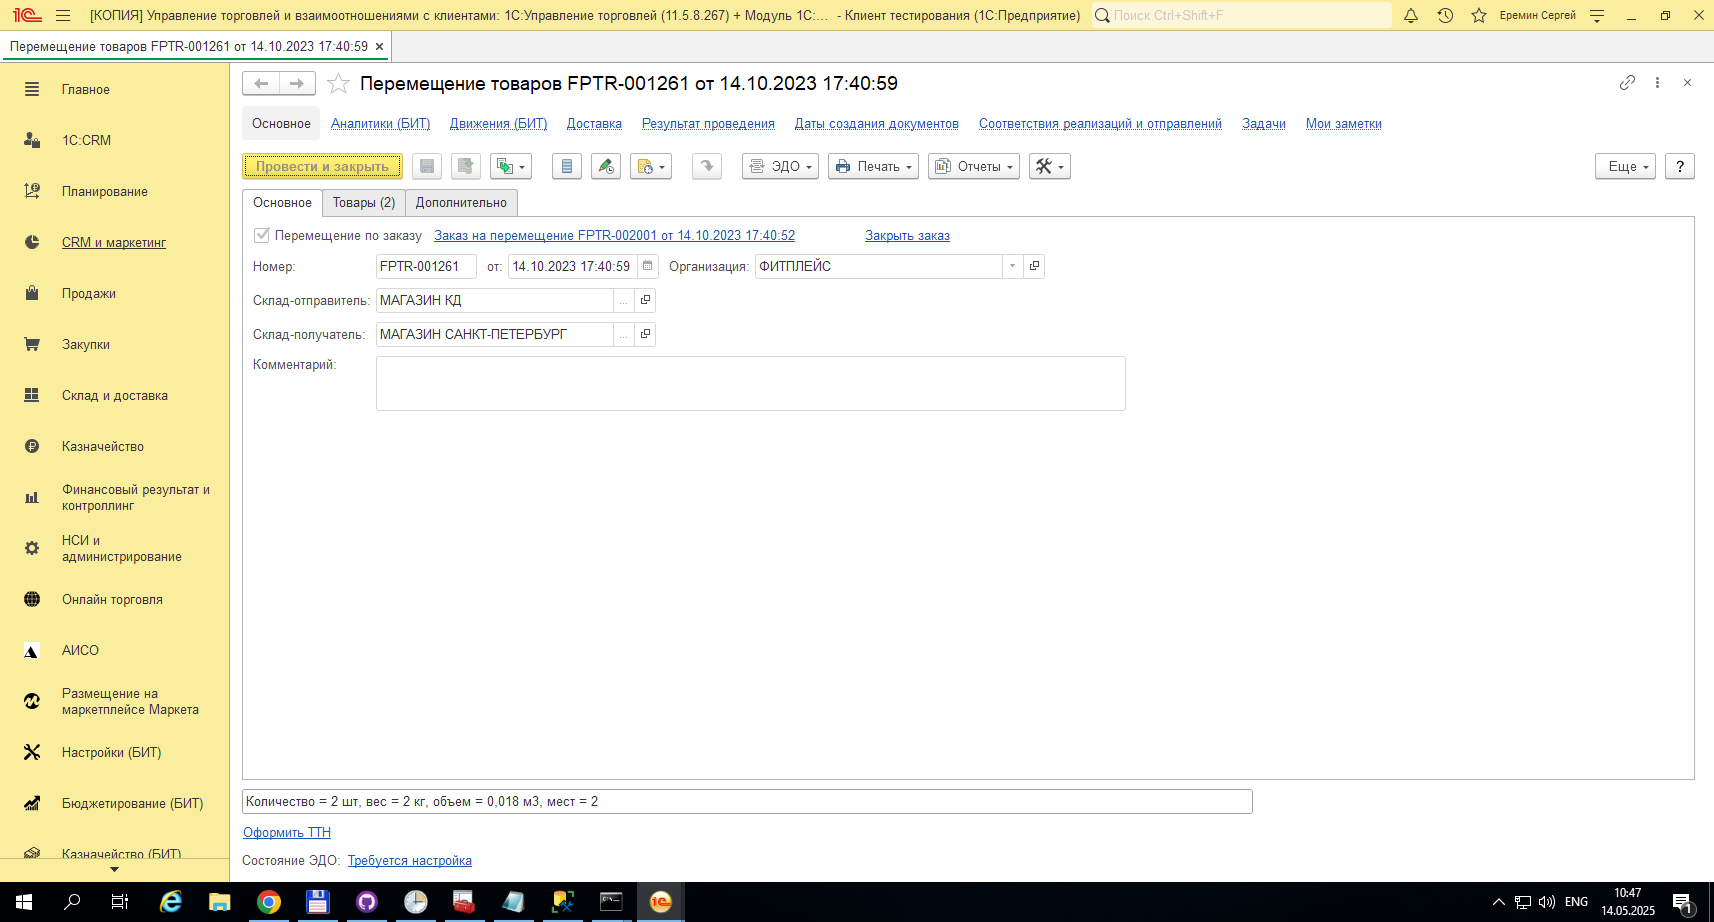 1С [КОПИЯ] Управление торговлей и взаимоотношениями с клиентами: 1С:Управление торговлей (11.5.8.267) + Модуль 1С:... - Клиент тестирования (1С:Предприятие) Поиск Ctrl+Shift+F Еремин Сергей
Перемещение товаров FPTR-001261 от 14.10.2023 17:40:59 ×
Главное
1С:CRM
Планирование
CRM и маркетинг
Продажи
Закупки
Склад и доставка
Казначейство
Финансовый результат и
контроллинг
НСИ и
администрирование
Онлайн торговля
АИСО
Размещение на
маркетплейсе Маркета
Настройки (БИТ)
Бюджетирование (БИТ)
Казначейство (БИТ)
Перемещение товаров FPTR-001261 от 14.10.2023 17:40:59
Основное Аналитики (БИТ) Движения (БИТ) Доставка Результат проведения Даты создания документов Соответствия реализаций и отправлений Задачи Мои заметки
Провести и закрыть ЭДО Печать Отчеты Еще ?
Основное Товары (2) Дополнительно
Перемещение по заказу Заказ на перемещение FPTR-002001 от 14.10.2023 17:40:52 Закрыть заказ
Номер: FPTR-001261 от: 14.10.2023 17:40:59 Организация: ФИТПЛЕЙС
Склад-отправитель: МАГАЗИН КД ...
Склад-получатель: МАГАЗИН САНКТ-ПЕТЕРБУРГ ...
Комментарий:
Количество = 2 шт, вес = 2 кг, объем = 0,018 м3, мест = 2
Оформить ТТН
Состояние ЭДО: Требуется настройка
ENG 10:47
14.05.2025
1